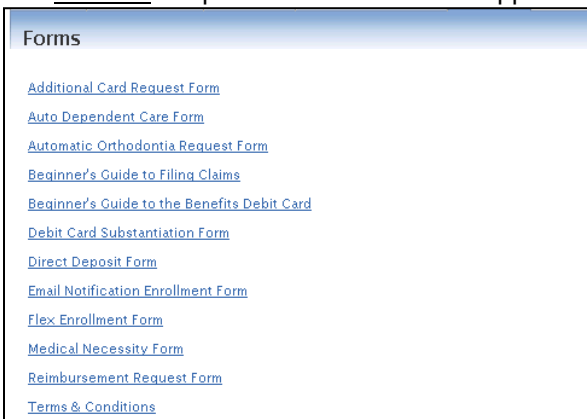 Forms
Additional Card Request Form
Auto Dependent Care Form
Automatic Orthodontia Request Form
Beginner's Guide to Filing Claims
Beginner's Guide to the Benefits Debit Card
Debit Card Substantiation Form
Direct Deposit Form
Email Notification Enrollment Form
Flex Enrollment Form
Medical Necessity Form
Reimbursement Request Form
Terms & Conditions